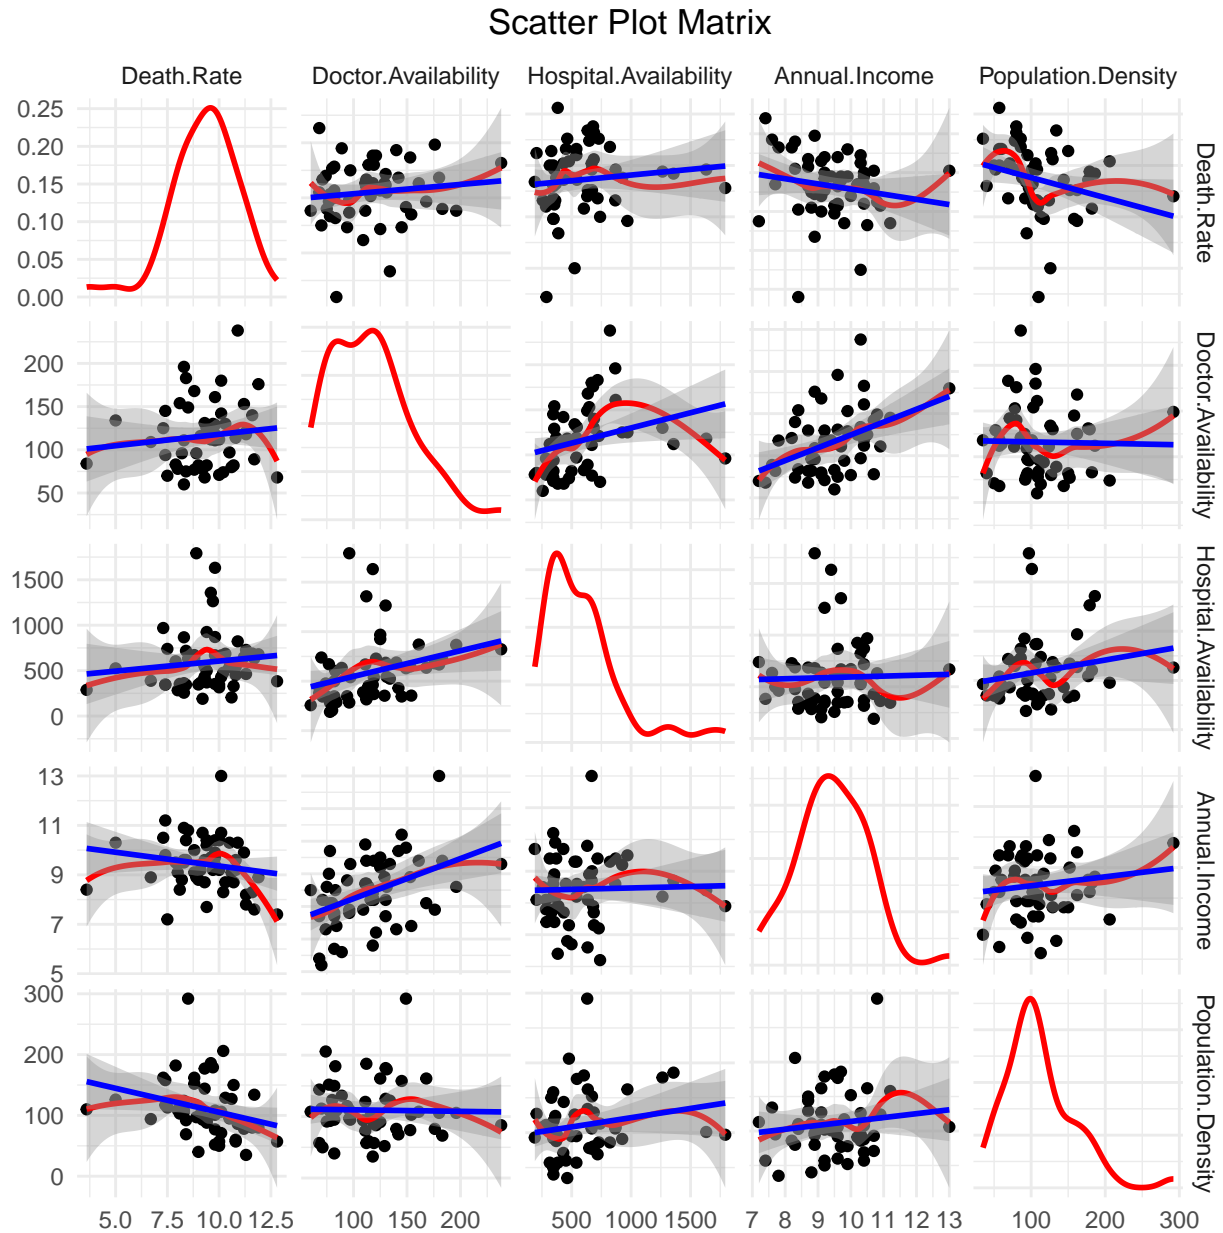 Scatter Plot Matrix
Death.Rate Doctor.Availability Hospital.Availability Annual.Income Population.Density
0.25
0.20
0.15
0.10
0.05
0.00
Death.Rate
200
150
100
50
Doctor.Availability
1500
1000
500
0
Hospital.Availability
13
11
9
7
5
Annual.Income
300
200
100
0
Population.Density
5.0 7.5 10.0 12.5 100 150 200 500 1000 1500 7 8 9 10 11 12 13 100 200 300